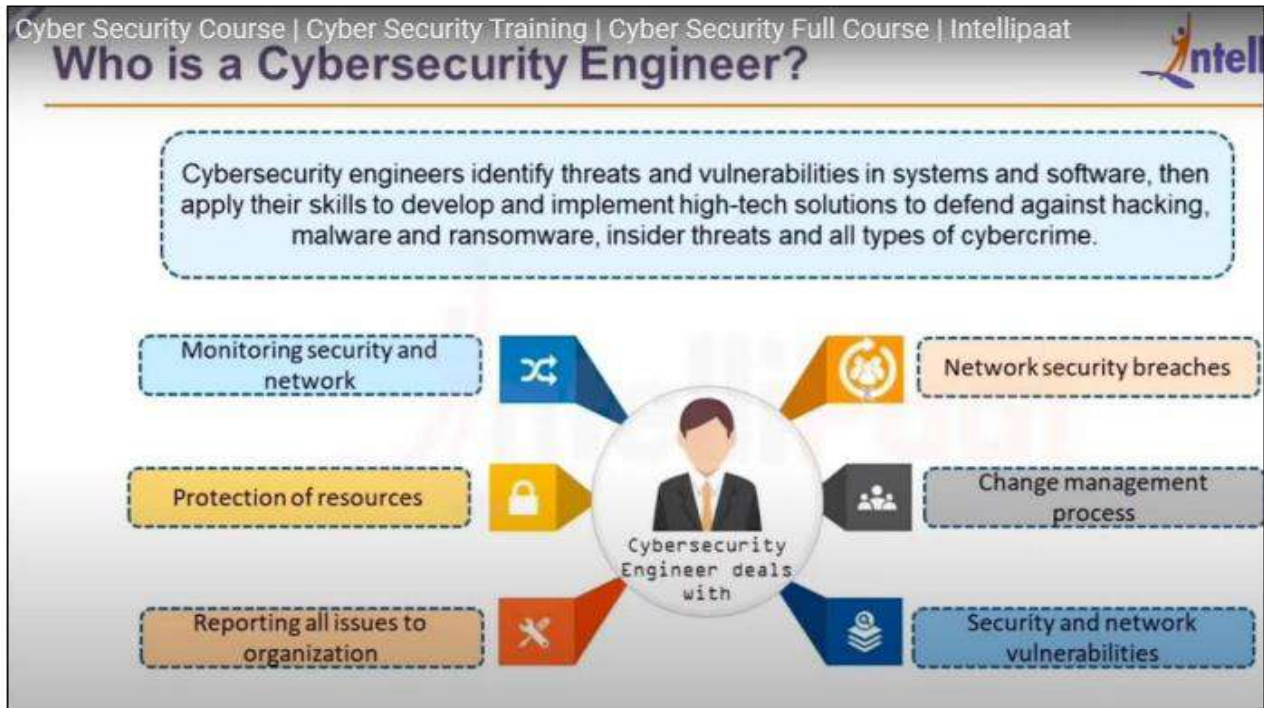 Cyber Security Course | Cyber Security Training | Cyber Security Full Course | Intellipaat
Who is a Cybersecurity Engineer?
Intell
Cybersecurity engineers identify threats and vulnerabilities in systems and software, then
apply their skills to develop and implement high-tech solutions to defend against hacking,
malware and ransomware, insider threats and all types of cybercrime.
Monitoring security and
network
Network security breaches
Protection of resources
Change management
process
Cybersecurity
Engineer deals
with
Reporting all issues to
organization
Security and network
vulnerabilities